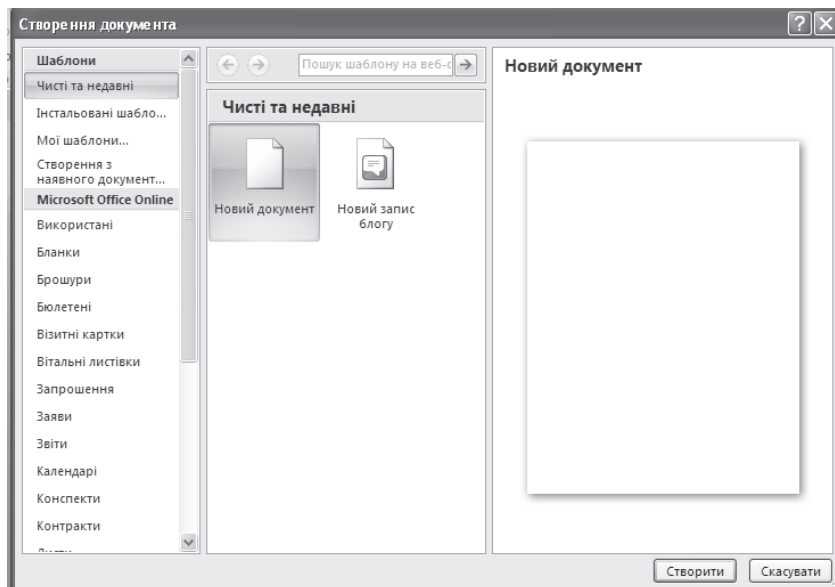 Створення документа
Шаблони
Чисті та недавні
Інстальовані шабло...
Мої шаблони...
Створення з
наявного документ...
Microsoft Office Online
Використані
Бланки
Брошури
Бюлетені
Візитні картки
Вітальні листівки
Запрошення
Заяви
Звіти
Календарі
Конспекти
Контракти
Пошук шаблону на веб-с
Чисті та недавні
Новий документ
Новий запис
блогу
Новий документ
Створити
Скасувати